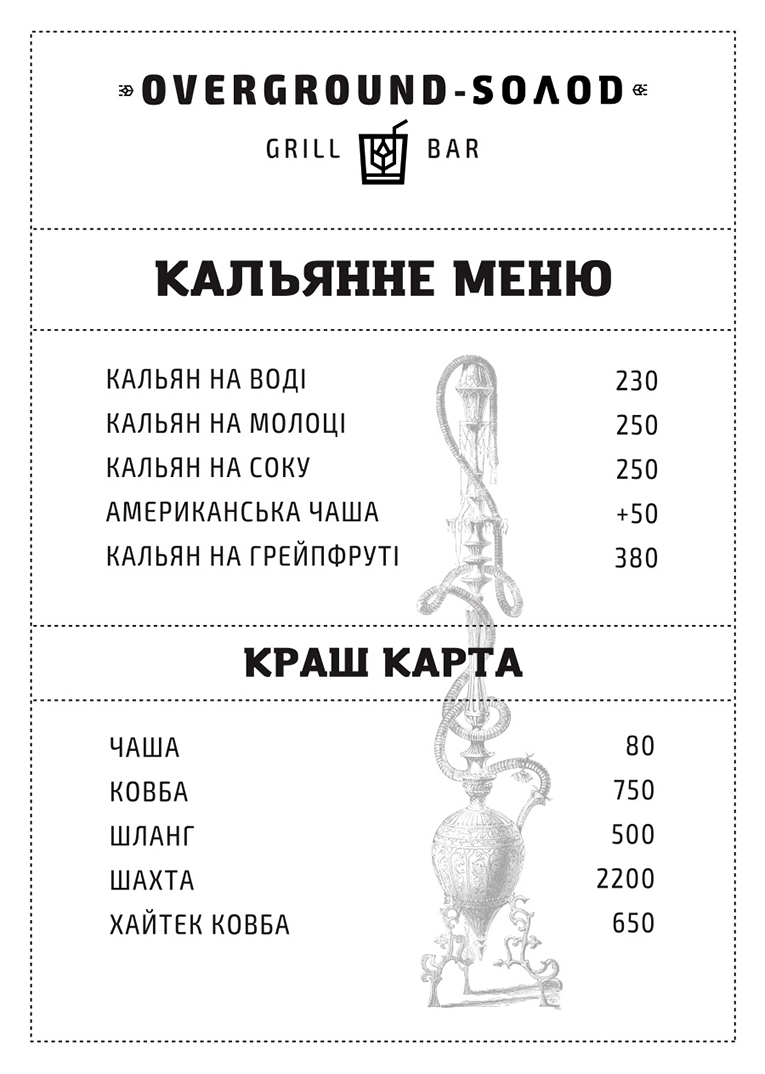 OVERGROUND-SOΛOD
GRILL BAR
КАЛЬЯННЕ МЕНЮ
КАЛЬЯН НА ВОДІ 230
КАЛЬЯН НА МОЛОЦІ 250
КАЛЬЯН НА СОКУ 250
АМЕРИКАНСЬКА ЧАША +50
КАЛЬЯН НА ГРЕЙПФРУТІ 380
КРАШ КАРТА
ЧАША 80
КОВБА 750
ШЛАНГ 500
ШАХТА 2200
ХАЙТЕК КОВБА 650